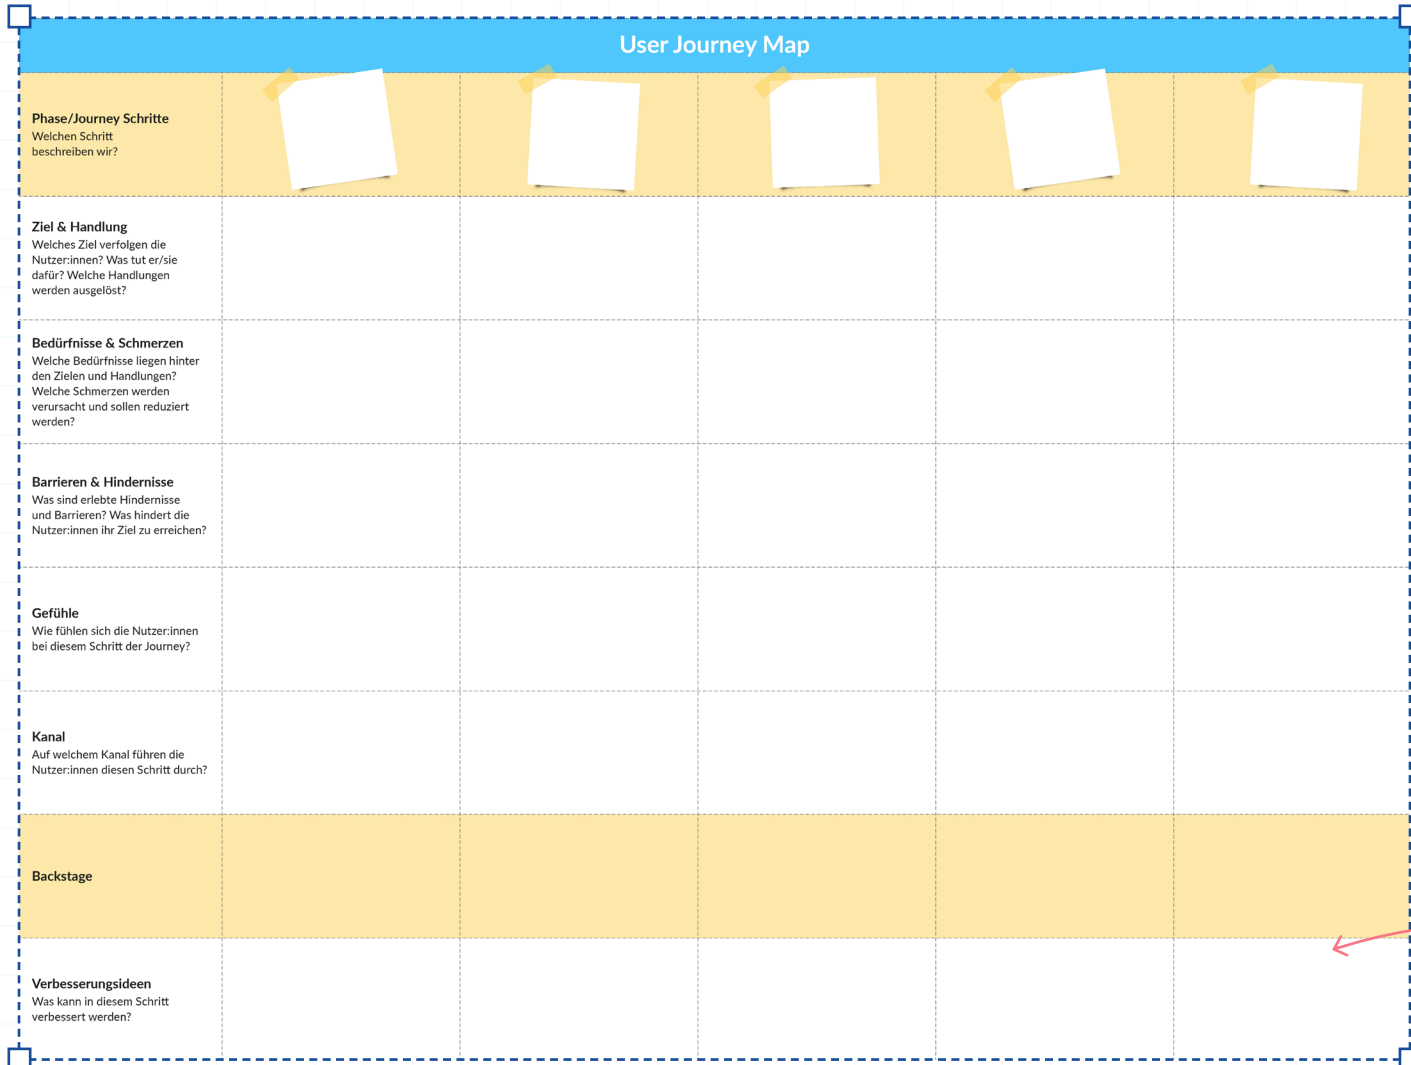 User Journey Map
Phase/Journey Schritte
Welchen Schritt
beschreiben wir?
Ziel & Handlung
Welches Ziel verfolgen die
Nutzer:innen? Was tut er/sie
dafür? Welche Handlungen
werden ausgelöst?
Bedürfnisse & Schmerzen
Welche Bedürfnisse liegen hinter
den Zielen und Handlungen?
Welche Schmerzen werden
verursacht und sollen reduziert
werden?
Barrieren & Hindernisse
Was sind erlebte Hindernisse
und Barrieren? Was hindert die
Nutzer:innen ihr Ziel zu erreichen?
Gefühle
Wie fühlen sich die Nutzer:innen
bei diesem Schritt der Journey?
Kanal
Auf welchem Kanal führen die
Nutzer:innen diesen Schritt durch?
Backstage
Verbesserungsideen
Was kann in diesem Schritt
verbessert werden?